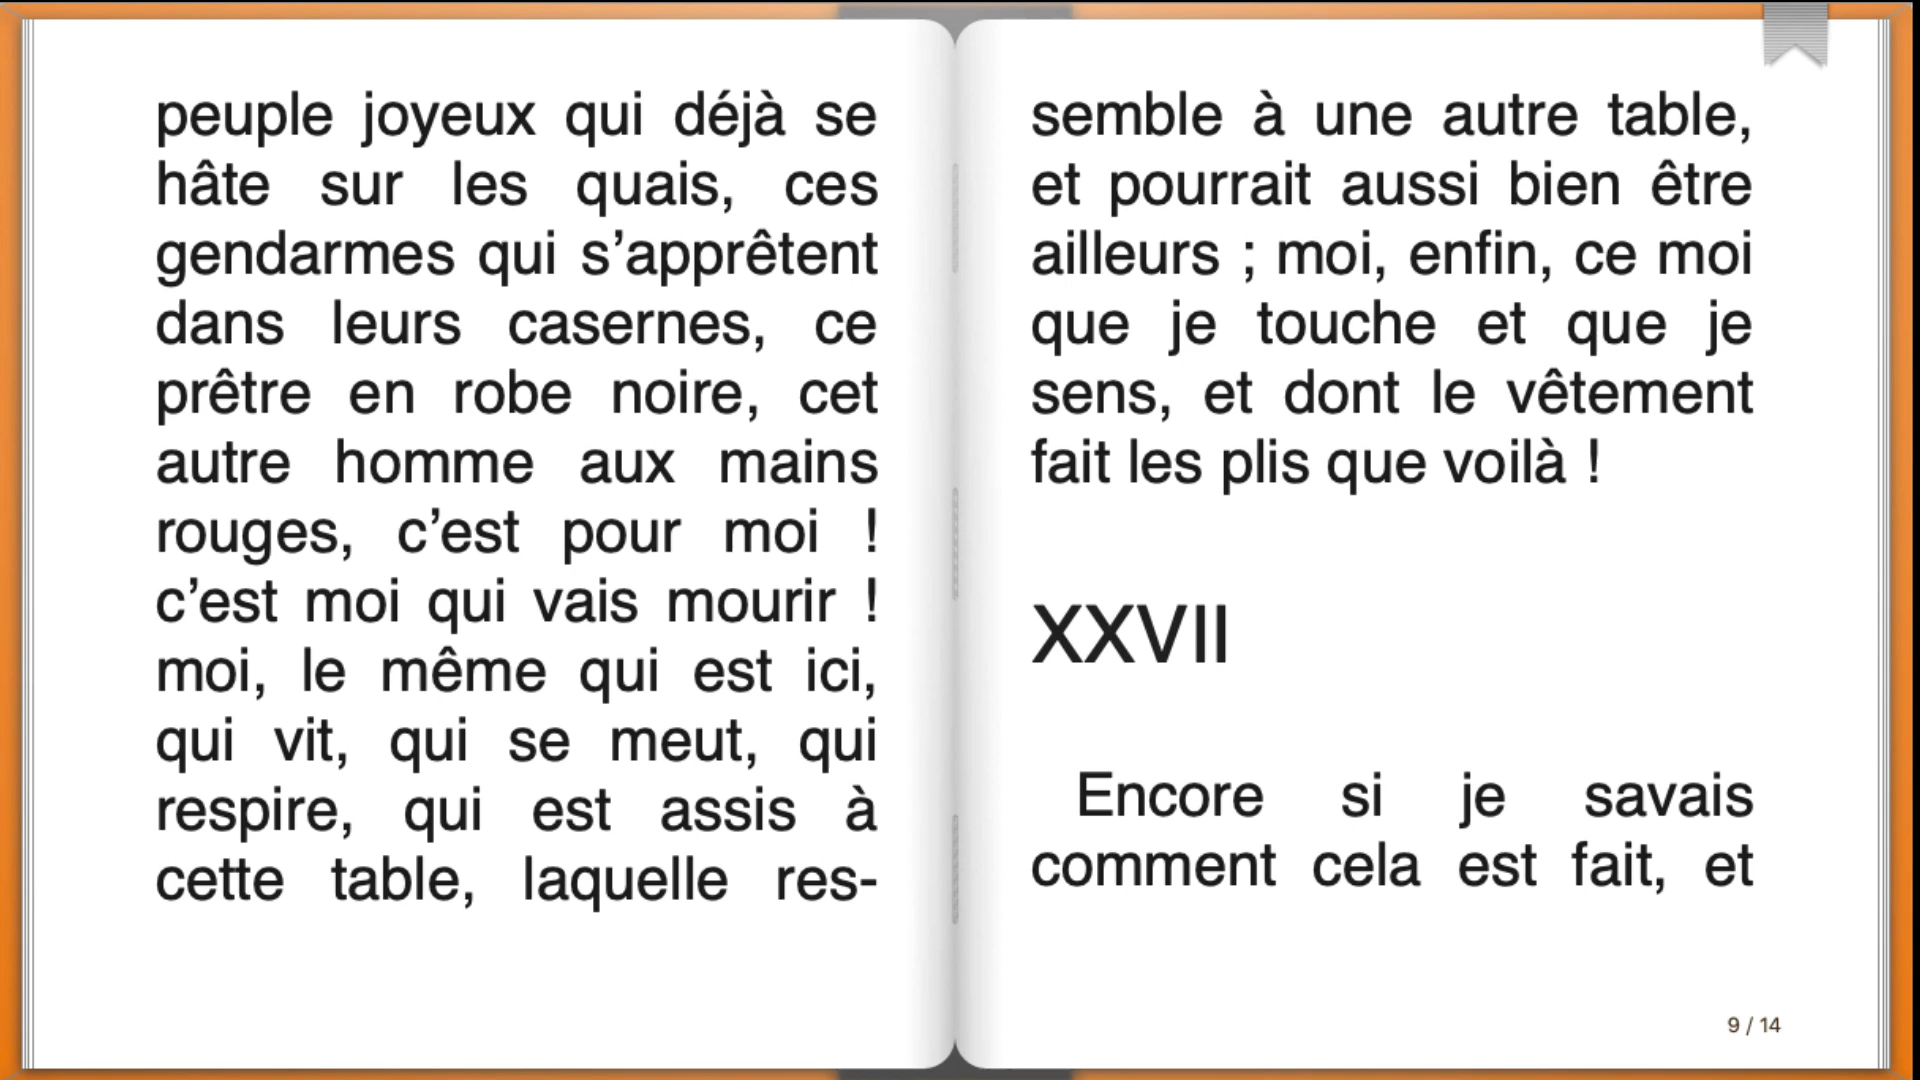 peuple joyeux qui déjà se
hâte sur les quais, ces
gendarmes qui s’apprêtent
dans leurs casernes, ce
prêtre en robe noire, cet
autre homme aux mains
rouges, c’est pour moi !
c’est moi qui vais mourir !
moi, le même qui est ici,
qui vit, qui se meut, qui
respire, qui est assis à
cette table, laquelle res-
semble à une autre table,
et pourrait aussi bien être
ailleurs ; moi, enfin, ce moi
que je touche et que je
sens, et dont le vêtement
fait les plis que voilà !
XXVII
Encore si je savais
comment cela est fait, et
9 / 14